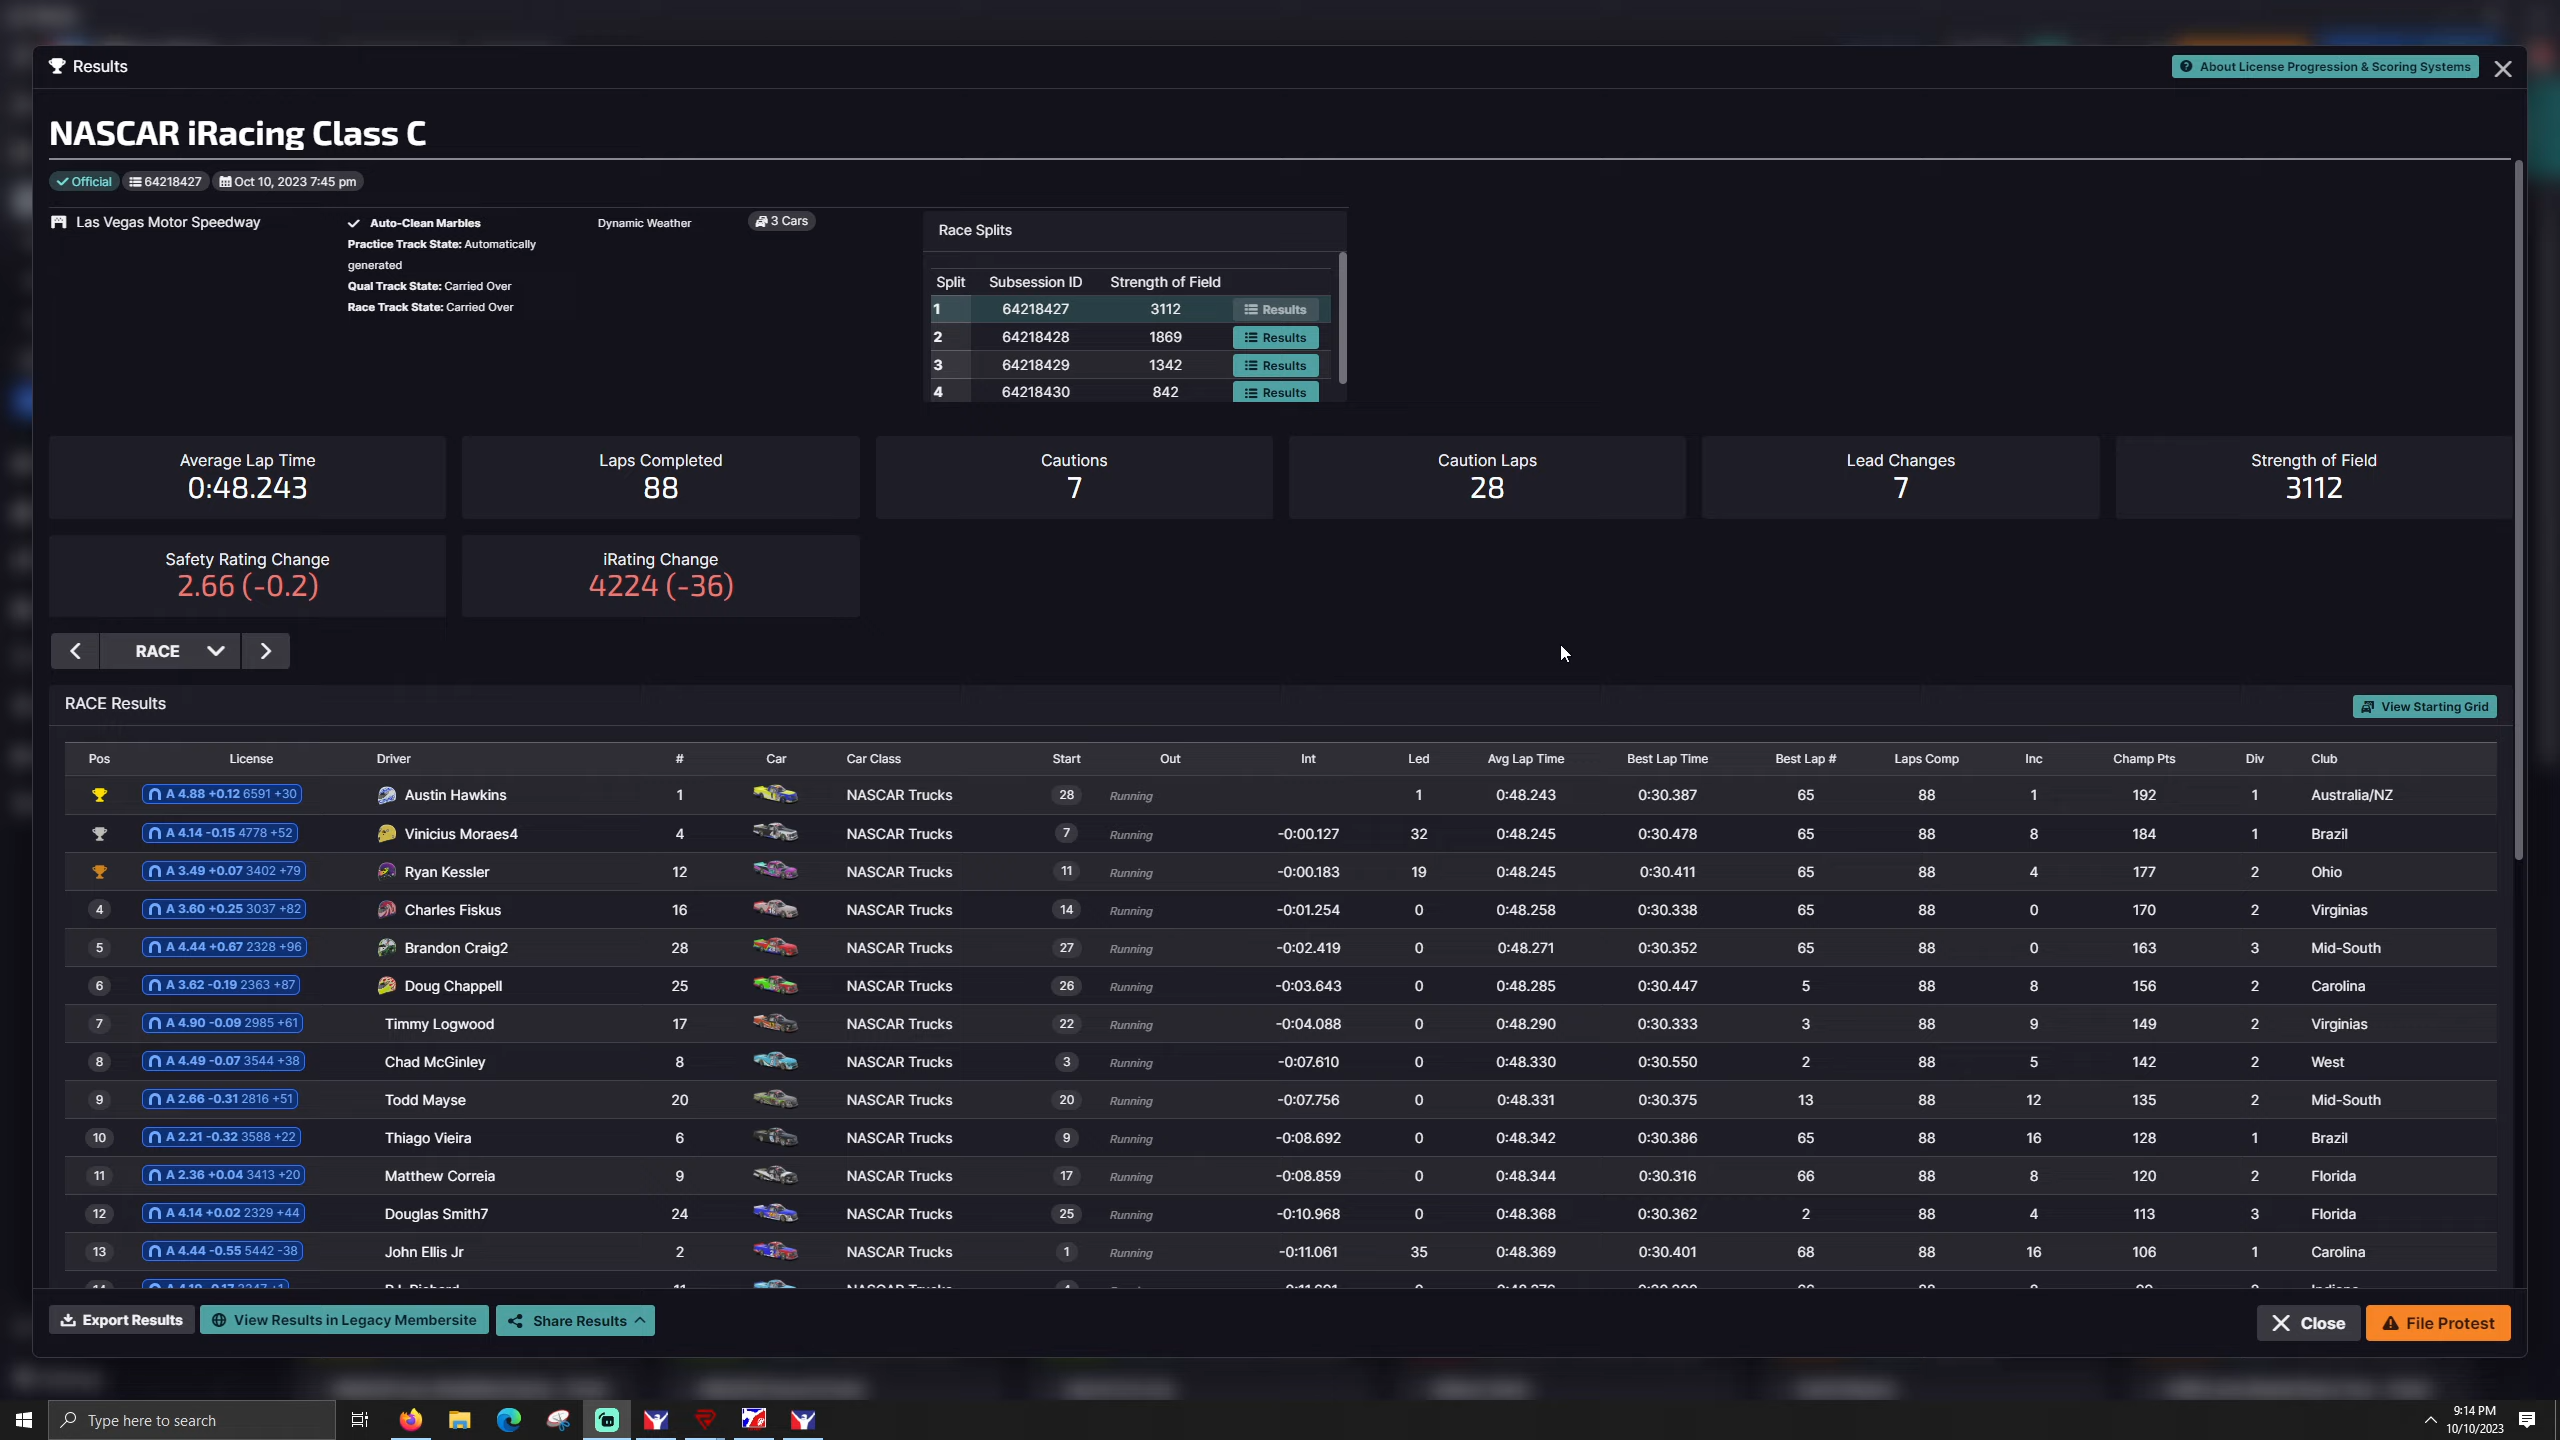 Results
About License Progression & Scoring Systems
NASCAR iRacing Class C
Official 64218427 Oct 10, 2023 7:45 pm
Las Vegas Motor Speedway
Auto-Clean Marbles
Practice Track State: Automatically
generated
Qual Track State: Carried Over
Race Track State: Carried Over
Dynamic Weather
3 Cars
Race Splits
Split Subsession ID Strength of Field
1 64218427 3112 Results
2 64218428 1869 Results
3 64218429 1342 Results
4 64218430 842 Results
Average Lap Time
0:48.243
Laps Completed
88
Cautions
7
Caution Laps
28
Lead Changes
7
Strength of Field
3112
Safety Rating Change
2.66 (-0.2)
iRating Change
4224 (-36)
RACE
RACE Results
View Starting Grid
Pos License Driver # Car Car Class Start Out Int Led Avg Lap Time Best Lap Time Best Lap # Laps Comp Inc Champ Pts Div Club
A 4.88 +0.12 6591 +30 Austin Hawkins 1 NASCAR Trucks 28 Running 1 0:48.243 0:30.387 65 88 1 192 1 Australia/NZ
A 4.14 -0.15 4778 +52 Vinicius Moraes4 4 NASCAR Trucks 7 Running -0:00.127 32 0:48.245 0:30.478 65 88 8 184 1 Brazil
A 3.49 +0.07 3402 +79 Ryan Kessler 12 NASCAR Trucks 11 Running -0:00.183 19 0:48.245 0:30.411 65 88 4 177 2 Ohio
4 A 3.60 +0.25 3037 +82 Charles Fiskus 16 NASCAR Trucks 14 Running -0:01.254 0 0:48.258 0:30.338 65 88 0 170 2 Virginias
5 A 4.44 +0.67 2328 +96 Brandon Craig2 28 NASCAR Trucks 27 Running -0:02.419 0 0:48.271 0:30.352 65 88 0 163 3 Mid-South
6 A 3.62 -0.19 2363 +87 Doug Chappell 25 NASCAR Trucks 26 Running -0:03.643 0 0:48.285 0:30.447 5 88 8 156 2 Carolina
7 A 4.90 -0.09 2985 +61 Timmy Logwood 17 NASCAR Trucks 22 Running -0:04.088 0 0:48.290 0:30.333 3 88 9 149 2 Virginias
8 A 4.49 -0.07 3544 +38 Chad McGinley 8 NASCAR Trucks 3 Running -0:07.610 0 0:48.330 0:30.550 2 88 5 142 2 West
9 A 2.66 -0.31 2816 +51 Todd Mayse 20 NASCAR Trucks 20 Running -0:07.756 0 0:48.331 0:30.375 13 88 12 135 2 Mid-South
10 A 2.21 -0.32 3588 +22 Thiago Vieira 6 NASCAR Trucks 9 Running -0:08.692 0 0:48.342 0:30.386 65 88 16 128 1 Brazil
11 A 2.36 +0.04 3413 +20 Matthew Correia 9 NASCAR Trucks 17 Running -0:08.859 0 0:48.344 0:30.316 66 88 8 120 2 Florida
12 A 4.14 +0.02 2329 +44 Douglas Smith7 24 NASCAR Trucks 25 Running -0:10.968 0 0:48.368 0:30.362 2 88 4 113 3 Florida
13 A 4.44 -0.55 5442 -38 John Ellis Jr 2 NASCAR Trucks 1 Running -0:11.061 35 0:48.369 0:30.401 68 88 16 106 1 Carolina
Export Results View Results in Legacy Membersite Share Results
Close File Protest
Type here to search
9:14 PM
10/10/2023